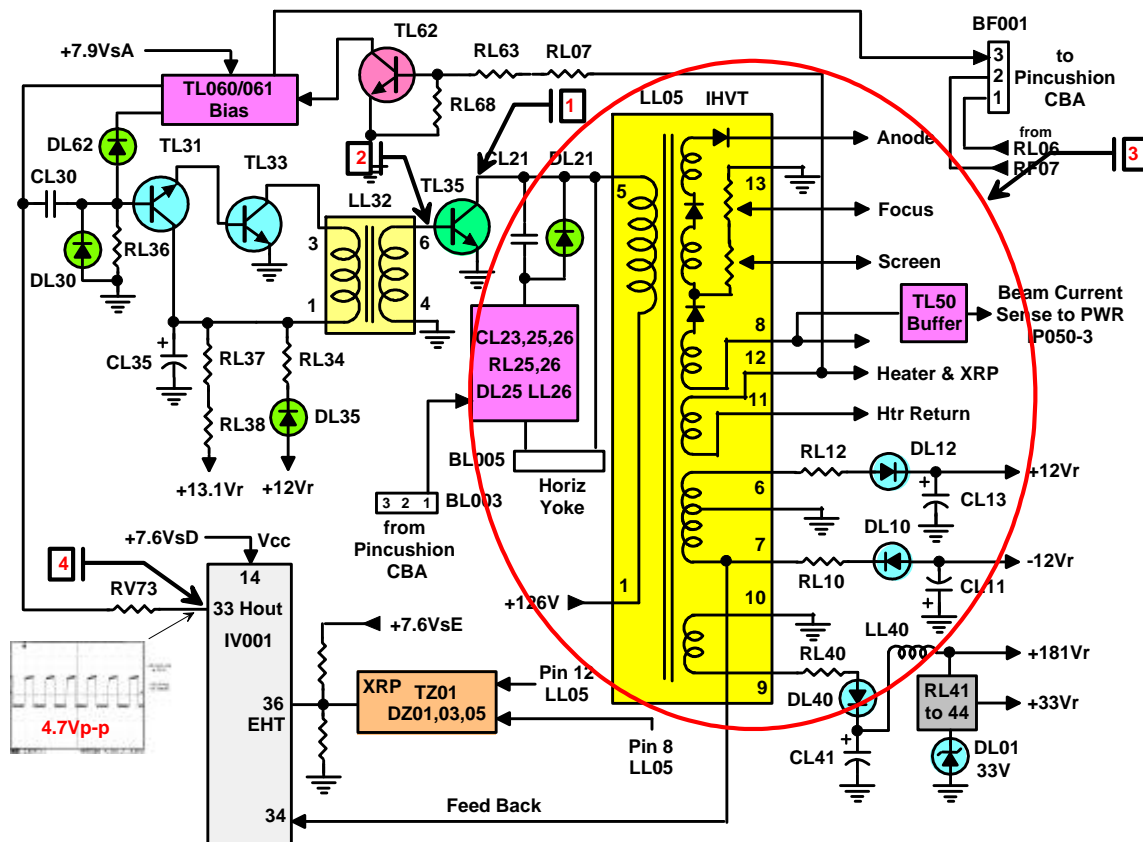 +7.9VsA
TL060/061
Bias
TL62
RL63
RL07
RL68
BF001
3
2
1
to
Pincushion
CBA
from
RL06
RF07
3
1
2
LL05
IHVT
DL62
TL31
TL33
CL30
RL36
DL30
LL32
3
1
6
4
TL35
CL21
DL21
5
13
Anode
Focus
Screen
TL50
Buffer
Beam Current
Sense to PWR
IP050-3
8
12
Heater & XRP
11
Htr Return
+
CL35
RL37
RL38
+13.1Vr
RL34
DL35
+12Vr
CL23,25,26
RL25,26
DL25 LL26
BL005
Horiz
Yoke
3 2 1
BL003
from
Pincushion
CBA
6
RL12
DL12
+12Vr
+
CL13
7
RL10
DL10
-12Vr
+
CL11
1
+126V
10
9
RL40
DL40
LL40
+181Vr
RL41
to 44
+33Vr
+
CL41
DL01
33V
+7.6VsD
Vcc
4
RV73
14
33 Hout
IV001
4.7Vp-p
+7.6VsE
36
EHT
XRP
TZ01
DZ01,03,05
Pin 12
LL05
Pin 8
LL05
34
Feed Back